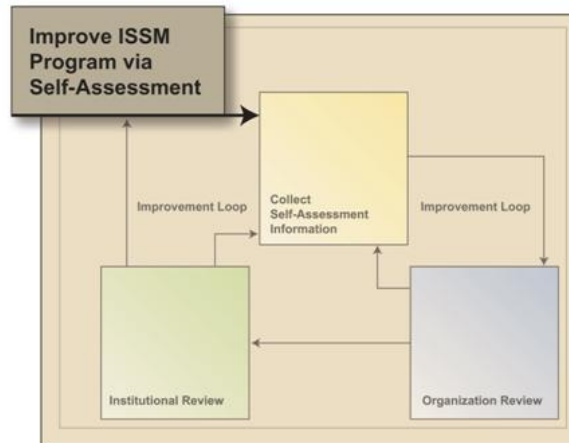 Improve ISSM
Program via
Self-Assessment
Collect
Self-Assessment
Information
Improvement Loop
Improvement Loop
Institutional Review
Organization Review